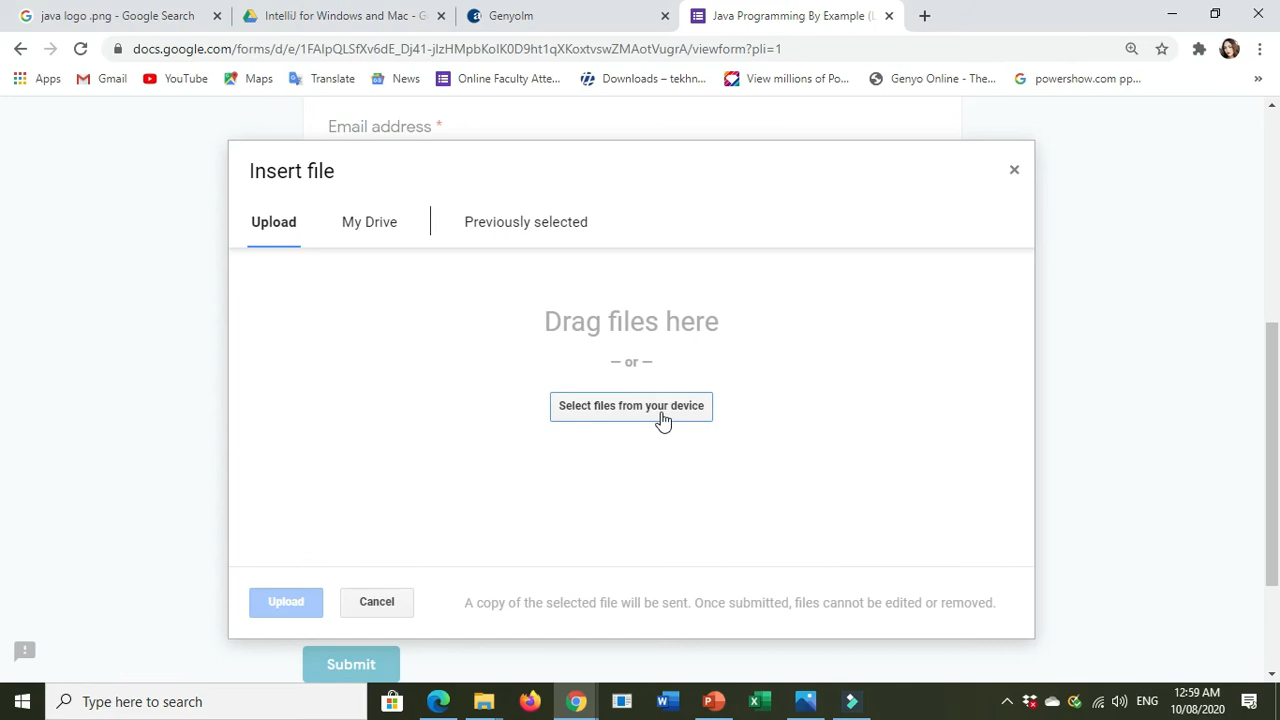 java logo .png - Google Search
IntelliJ for Windows and Mac - G
Genyolm
Java Programming By Example (L
docs.google.com/forms/d/e/1FAIpQLSfXv6dE_Dj41-jIzHMpbKoIK0D9ht1qXKoxtvswZMAotVugrA/viewform?pli=1
Apps
Gmail
YouTube
Maps
Translate
News
Online Faculty Atte...
Downloads – tekhn...
View millions of Po...
Genyo Online - The...
powershow.com pp...
»
Email address *
Insert file
Upload
My Drive
Previously selected
Drag files here
– or –
Select files from your device
Upload
Cancel
A copy of the selected file will be sent. Once submitted, files cannot be edited or removed.
Submit
Type here to search
ENG
12:59 AM
10/08/2020